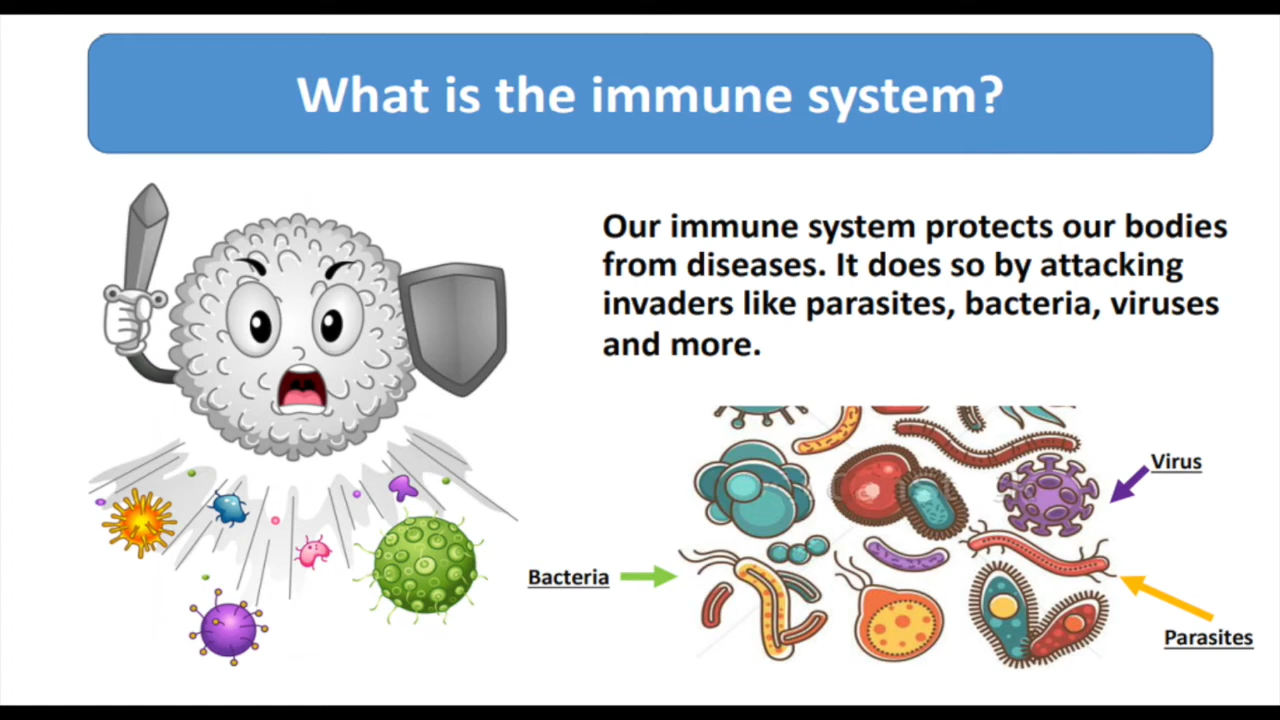 What is the immune system?
Our immune system protects our bodies
from diseases. It does so by attacking
invaders like parasites, bacteria, viruses
and more.
Virus
Bacteria
Parasites